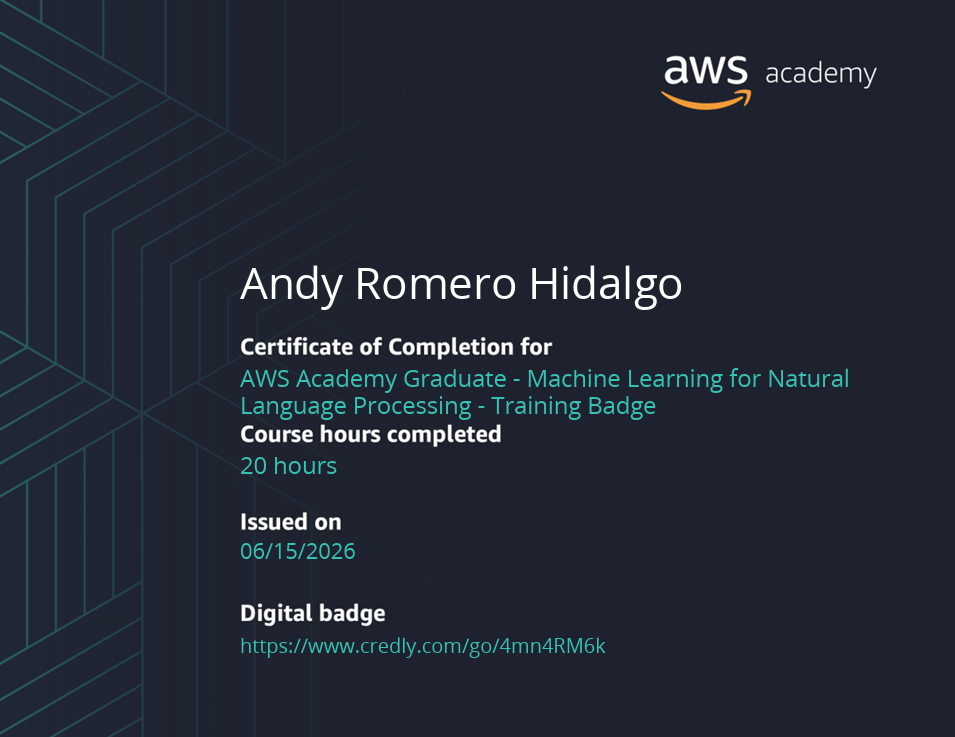 aws academy
Andy Romero Hidalgo
Certificate of Completion for
AWS Academy Graduate - Machine Learning for Natural
Language Processing - Training Badge
Course hours completed
20 hours
Issued on
06/15/2026
Digital badge
https://www.credly.com/go/4mn4RM6k